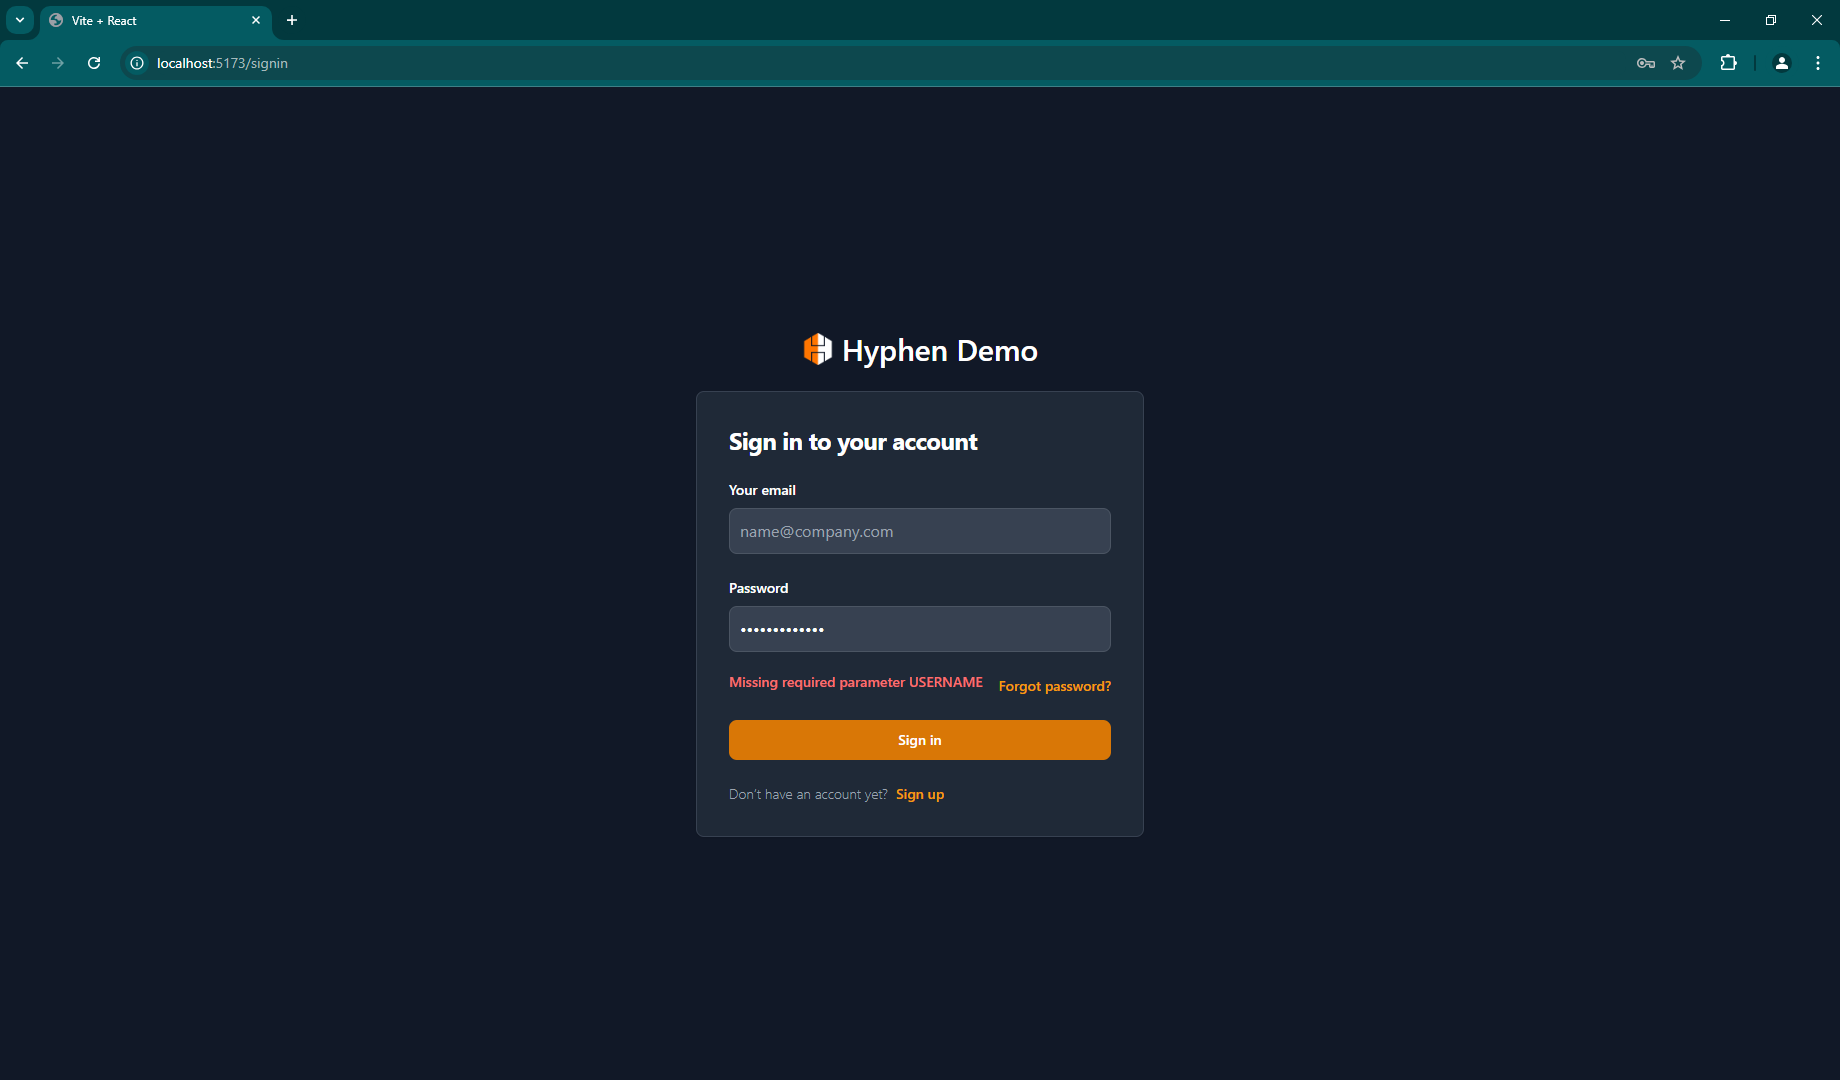 Vite + React
localhost:5173/signin
Hyphen Demo
Sign in to your account
Your email
name@company.com
Password
•••••••••••••
Missing required parameter USERNAME
Forgot password?
Sign in
Don't have an account yet? Sign up